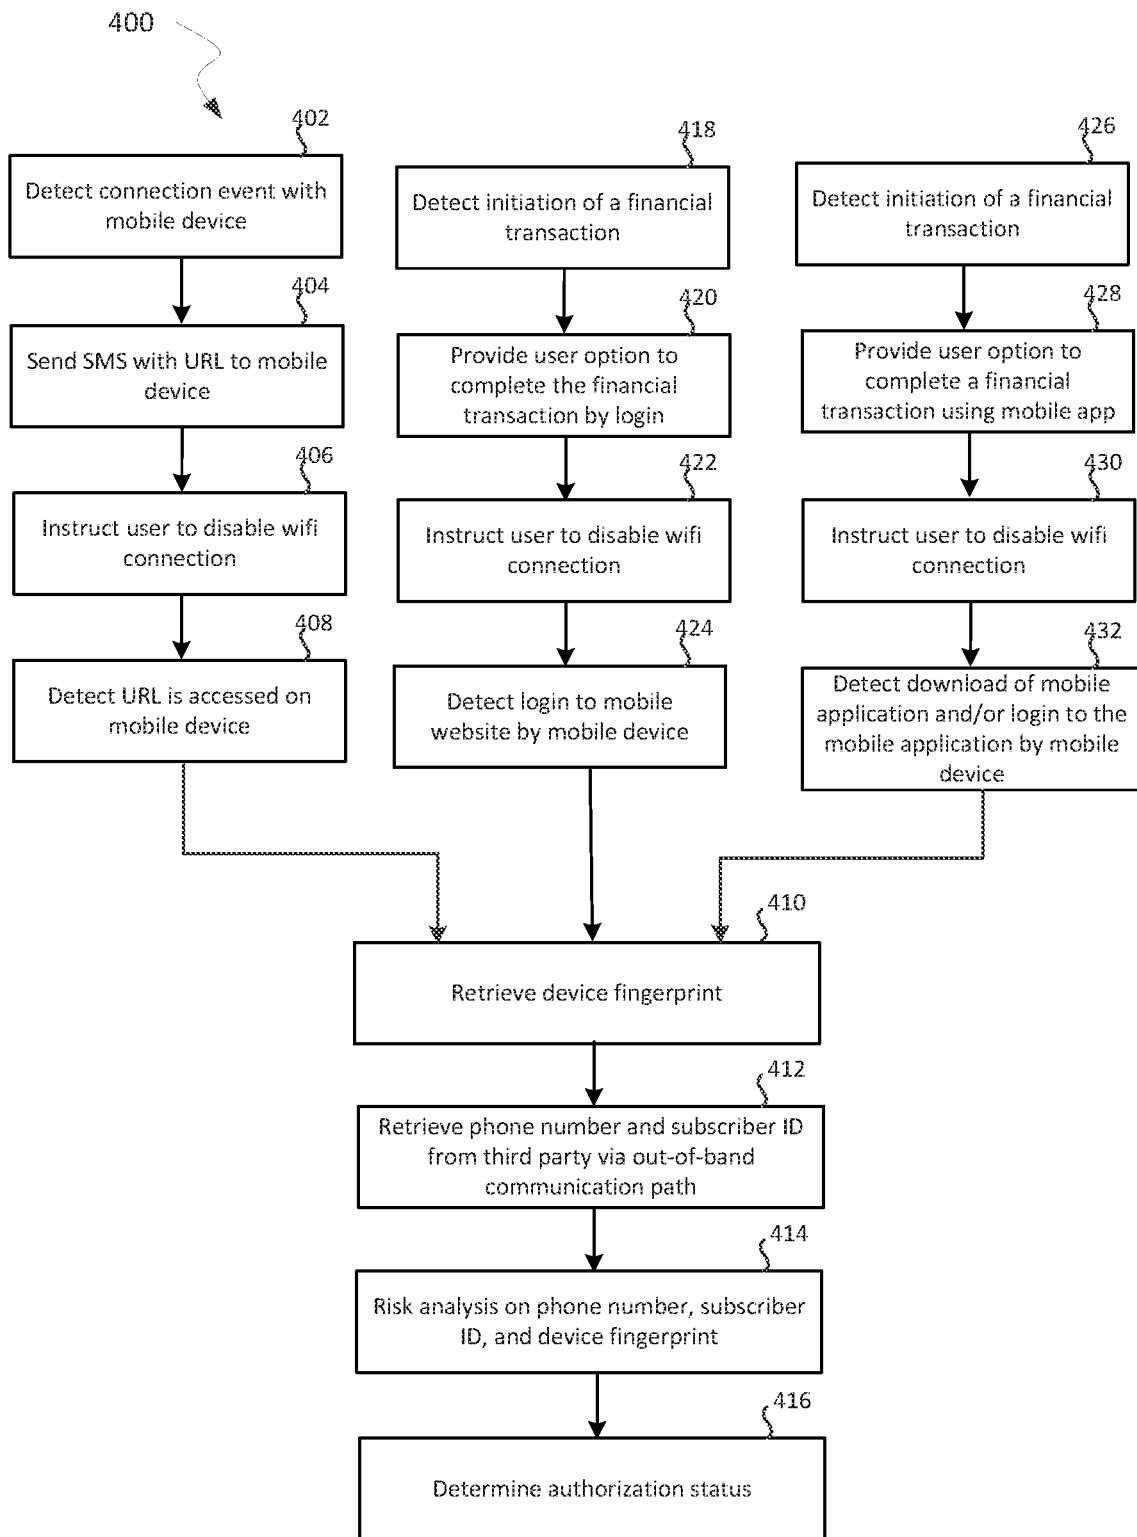 400
402
Detect connection event with
mobile device
404
Send SMS with URL to mobile
device
406
Instruct user to disable wifi
connection
408
Detect URL is accessed on
mobile device
418
Detect initiation of a financial
transaction
420
Provide user option to
complete the financial
transaction by login
422
Instruct user to disable wifi
connection
424
Detect login to mobile
website by mobile device
426
Detect initiation of a financial
transaction
428
Provide user option to
complete a financial
transaction using mobile app
430
Instruct user to disable wifi
connection
432
Detect download of mobile
application and/or login to the
mobile application by mobile
device
410
Retrieve device fingerprint
412
Retrieve phone number and subscriber ID
from third party via out-of-band
communication path
414
Risk analysis on phone number, subscriber
ID, and device fingerprint
416
Determine authorization status